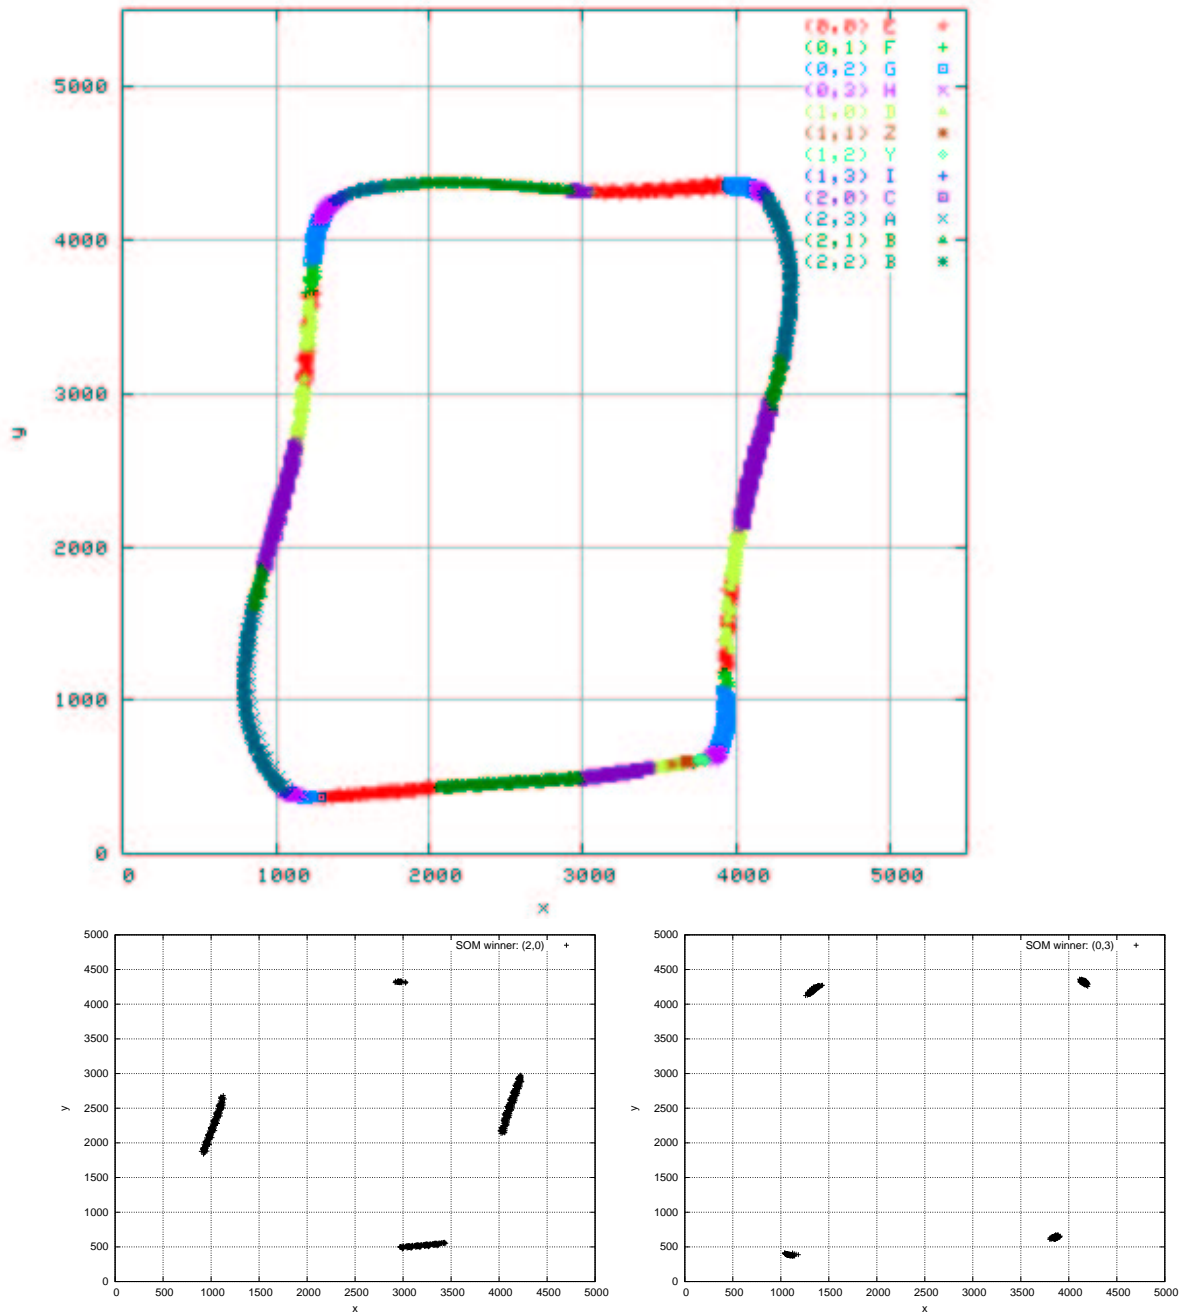 (0,0) E
(0,1) F
(0,2) G
(0,3) H
(1,0) B
(1,1) Z
(1,2) Y
(1,3) I
(2,0) C
(2,3) A
(2,1) B
(2,2) B
5000
4000
3000
2000
1000
0
y
0 1000 2000 3000 4000 5000
x
SOM winner: (2,0)
5000
4500
4000
3500
3000
2500
2000
1500
1000
500
0
y
0 500 1000 1500 2000 2500 3000 3500 4000 4500 5000
x
SOM winner: (0,3)
5000
4500
4000
3500
3000
2500
2000
1500
1000
500
0
y
0 500 1000 1500 2000 2500 3000 3500 4000 4500 5000
x